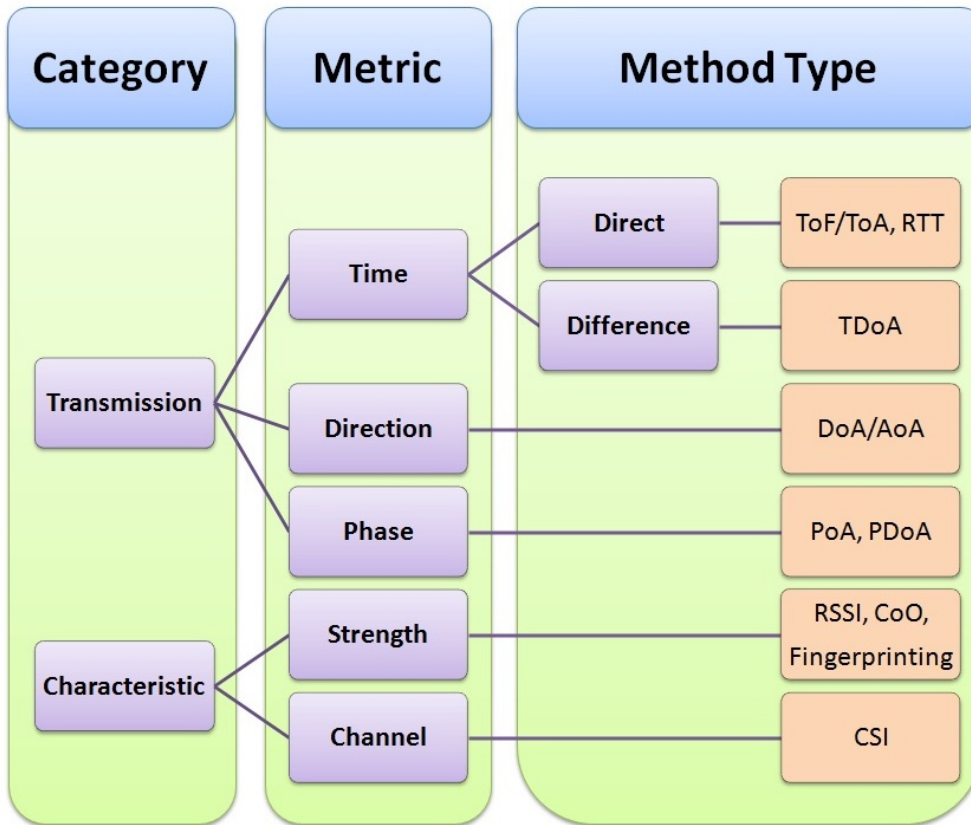 Category
Metric
Method Type
Transmission
Time
Direct
ToF/ToA, RTT
Difference
TDoA
Direction
DoA/AoA
Phase
PoA, PDoA
Characteristic
Strength
RSSI, CoO,
Fingerprinting
Channel
CSI